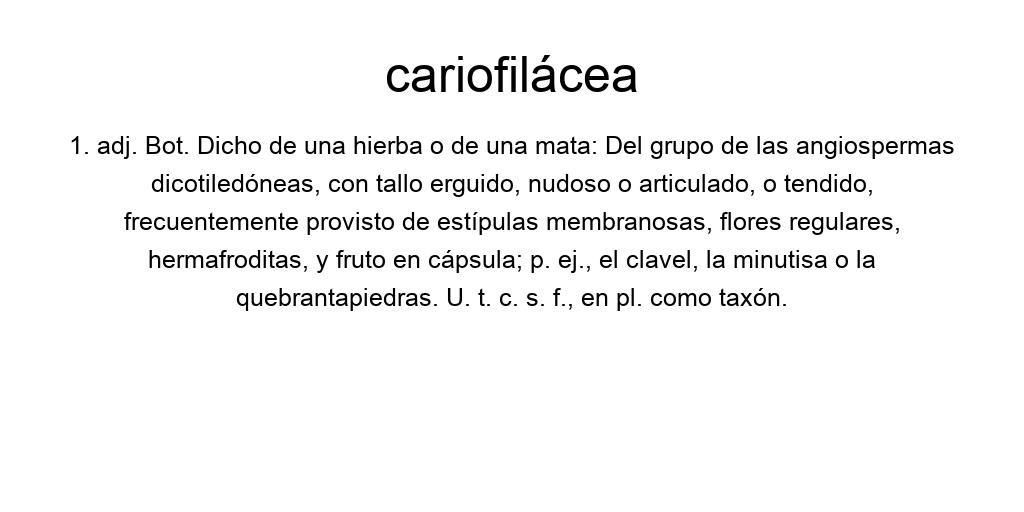 cariofilácea
1. adj. Bot. Dicho de una hierba o de una mata: Del grupo de las angiospermas
dicotiledóneas, con tallo erguido, nudoso o articulado, o tendido,
frecuentemente provisto de estípulas membranosas, flores regulares,
hermafroditas, y fruto en cápsula; p. ej., el clavel, la minutisa o la
quebrantapiedras. U. t. c. s. f., en pl. como taxón.